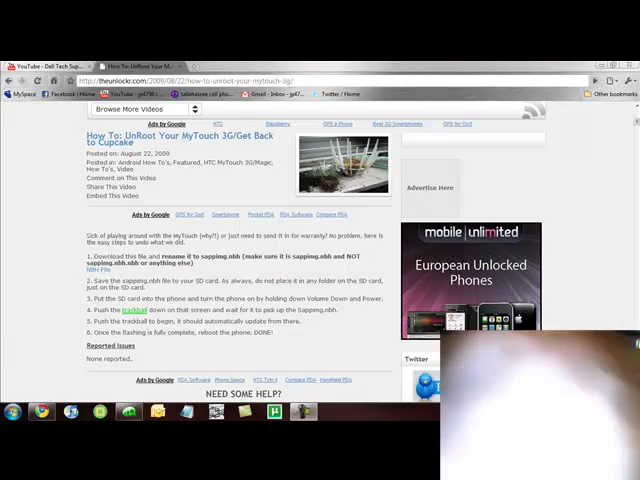 YouTube - Dell Tech Sup...
How To: UnRoot Your M...
http://theunlockr.com/2009/08/22/how-to-unroot-your-mytouch-3g/
MySpace
Facebook | Home
YouTube - jp4796's ...
tallahassee cell pho...
Gmail - Inbox - jp47...
Twitter / Home
Other bookmarks
Browse More Videos
Ads by Google
HTC
Blackberry
GPS a Phone
Best 3G Smartphones
GPS for Golf
How To: UnRoot Your MyTouch 3G/Get Back
to Cupcake
Posted on: August 22, 2009
Posted in: Android How To's, Featured, HTC MyTouch 3G/Magic,
How To's, Video
Comment on This Video
Share This Video
Embed This Video
Advertise Here
Ads by Google
GPS for Golf
Smartphone
Pocket PDA
PDA Software
Compare PDA
mobile unlimited
European Unlocked
Phones
Sick of playing around with the MyTouch (why?!) or just need to send it in for warranty? No problem, here is
the easy steps to undo what we did.
1. Download this file and rename it to sappimg.nbh (make sure it is sappimg.nbh and NOT
sappimg.nbh.nbh or anything else)
NBH File
2. Save the sappimg.nbh file to your SD card. As always, do not place it in any folder on the SD card,
just on the SD card.
3. Put the SD card into the phone and turn the phone on by holding down Volume Down and Power.
4. Push the trackball down on that screen and wait for it to pick up the Sappimg.nbh.
5. Push the trackball to begin, it should automatically update from there.
6. Once the flashing is fully complete, reboot the phone. DONE!
Reported Issues
None reported..
Twitter
Ads by Google
PDA Software
Phone Specs
HTC Tytn II
Compare PDA
Handheld PDA
NEED SOME HELP?